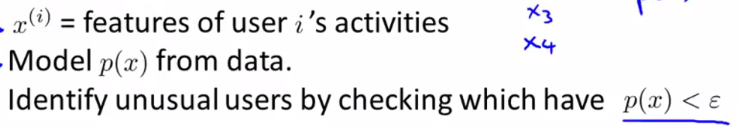 x⁽ⁱ⁾ = features of user i's activities
x₃
x₄
Model p(x) from data.
Identify unusual users by checking which have p(x) < ε